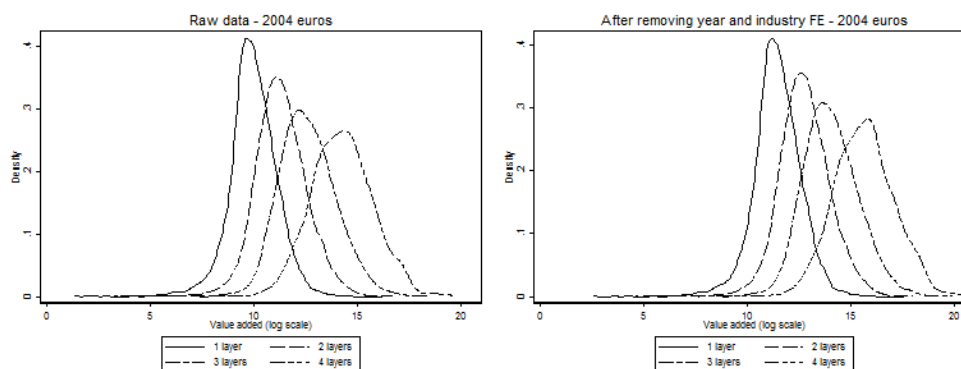 Raw data - 2004 euros
Density
0
.1
.2
.3
.4
0 5 10 15 20
Value added (log scale)
1 layer 2 layers
3 layers 4 layers
After removing year and industry FE - 2004 euros
Density
0
.1
.2
.3
.4
0 5 10 15 20
Value added (log scale)
1 layer 2 layers
3 layers 4 layers